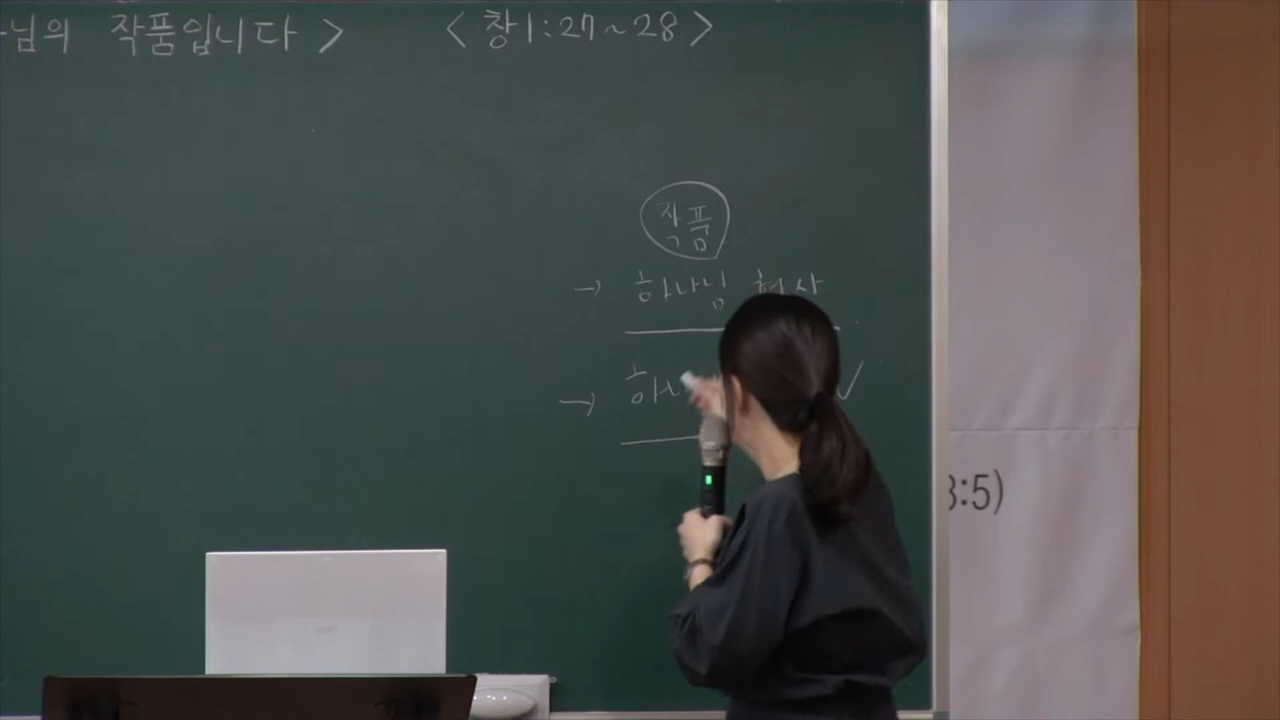 님의 작품입니다 > < 창1:27~28 >
작품
→ 하나님 형상
→
3:5)